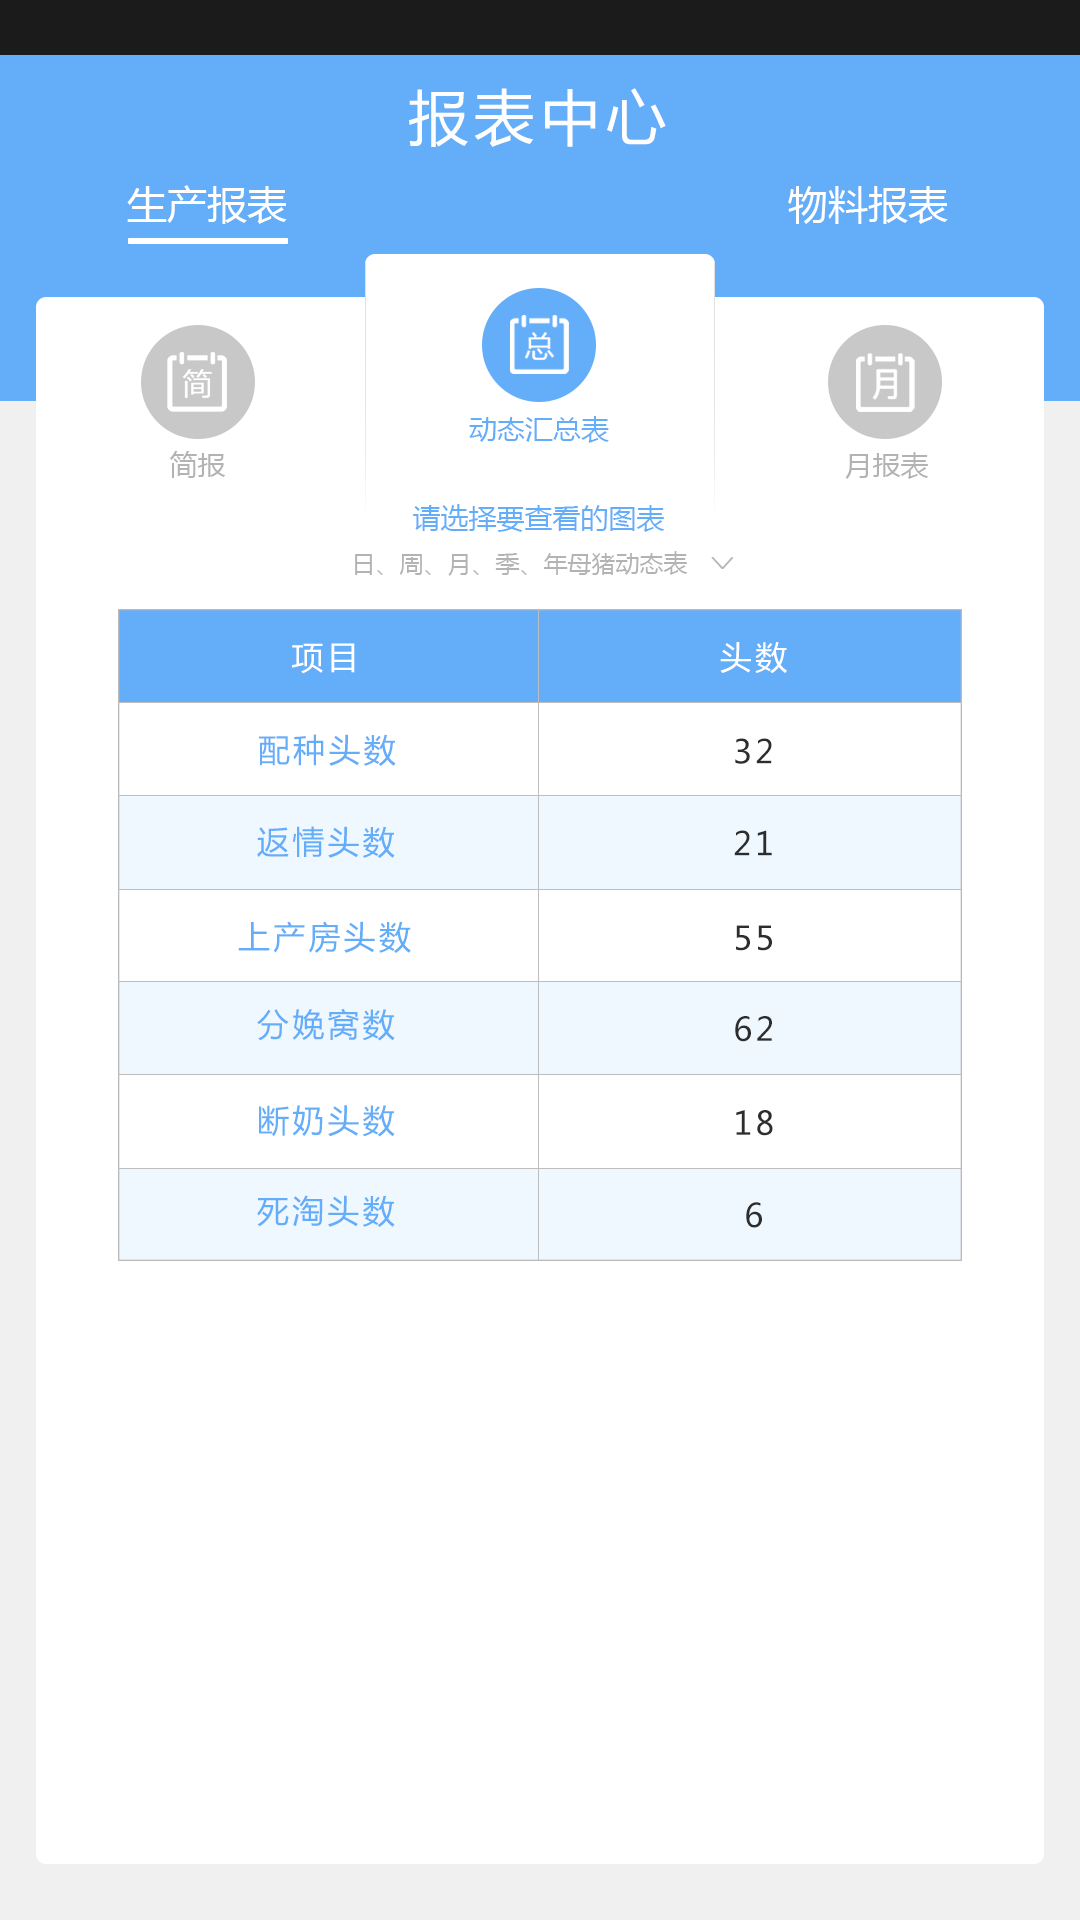 报表中心
生产报表
物料报表
简
总
月
简报
动态汇总表
月报表
请选择要查看的图表
日、周、月、季、年母猪动态表
项目 头数
配种头数 32
返情头数 21
上产房头数 55
分娩窝数 62
断奶头数 18
死淘头数 6